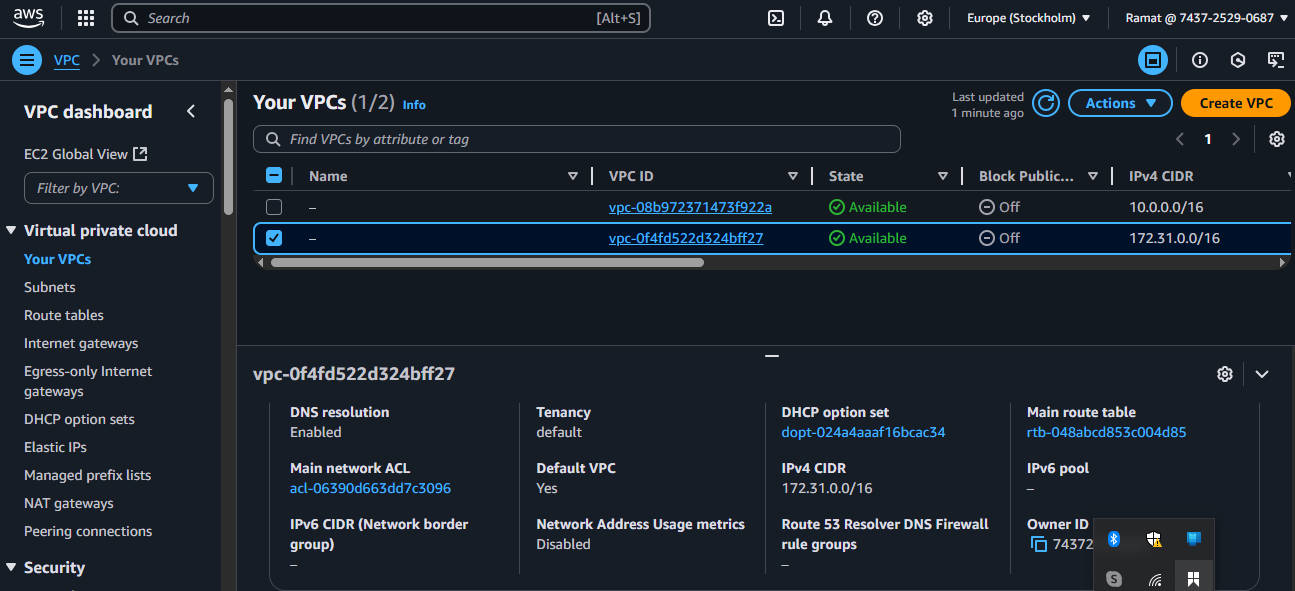 aws
Search [Alt+S]
Europe (Stockholm)
Ramat @ 7437-2529-0687
VPC
Your VPCs
VPC dashboard
EC2 Global View
Filter by VPC:
Virtual private cloud
Your VPCs
Subnets
Route tables
Internet gateways
Egress-only Internet
gateways
DHCP option sets
Elastic IPs
Managed prefix lists
NAT gateways
Peering connections
Security
Your VPCs (1/2) Info
Last updated
1 minute ago
Actions
Create VPC
Find VPCs by attribute or tag
1
Name VPC ID State Block Public... IPv4 CIDR
– vpc-08b972371473f922a Available Off 10.0.0.0/16
– vpc-0f4fd522d324bff27 Available Off 172.31.0.0/16
vpc-0f4fd522d324bff27
DNS resolution
Enabled
Tenancy
default
DHCP option set
dopt-024a4aaaf16bcac34
Main route table
rtb-048abcd853c004d85
Main network ACL
acl-06390d663dd7c3096
Default VPC
Yes
IPv4 CIDR
172.31.0.0/16
IPv6 pool
–
IPv6 CIDR (Network border
group)
–
Network Address Usage metrics
Disabled
Route 53 Resolver DNS Firewall
rule groups
–
Owner ID
74372